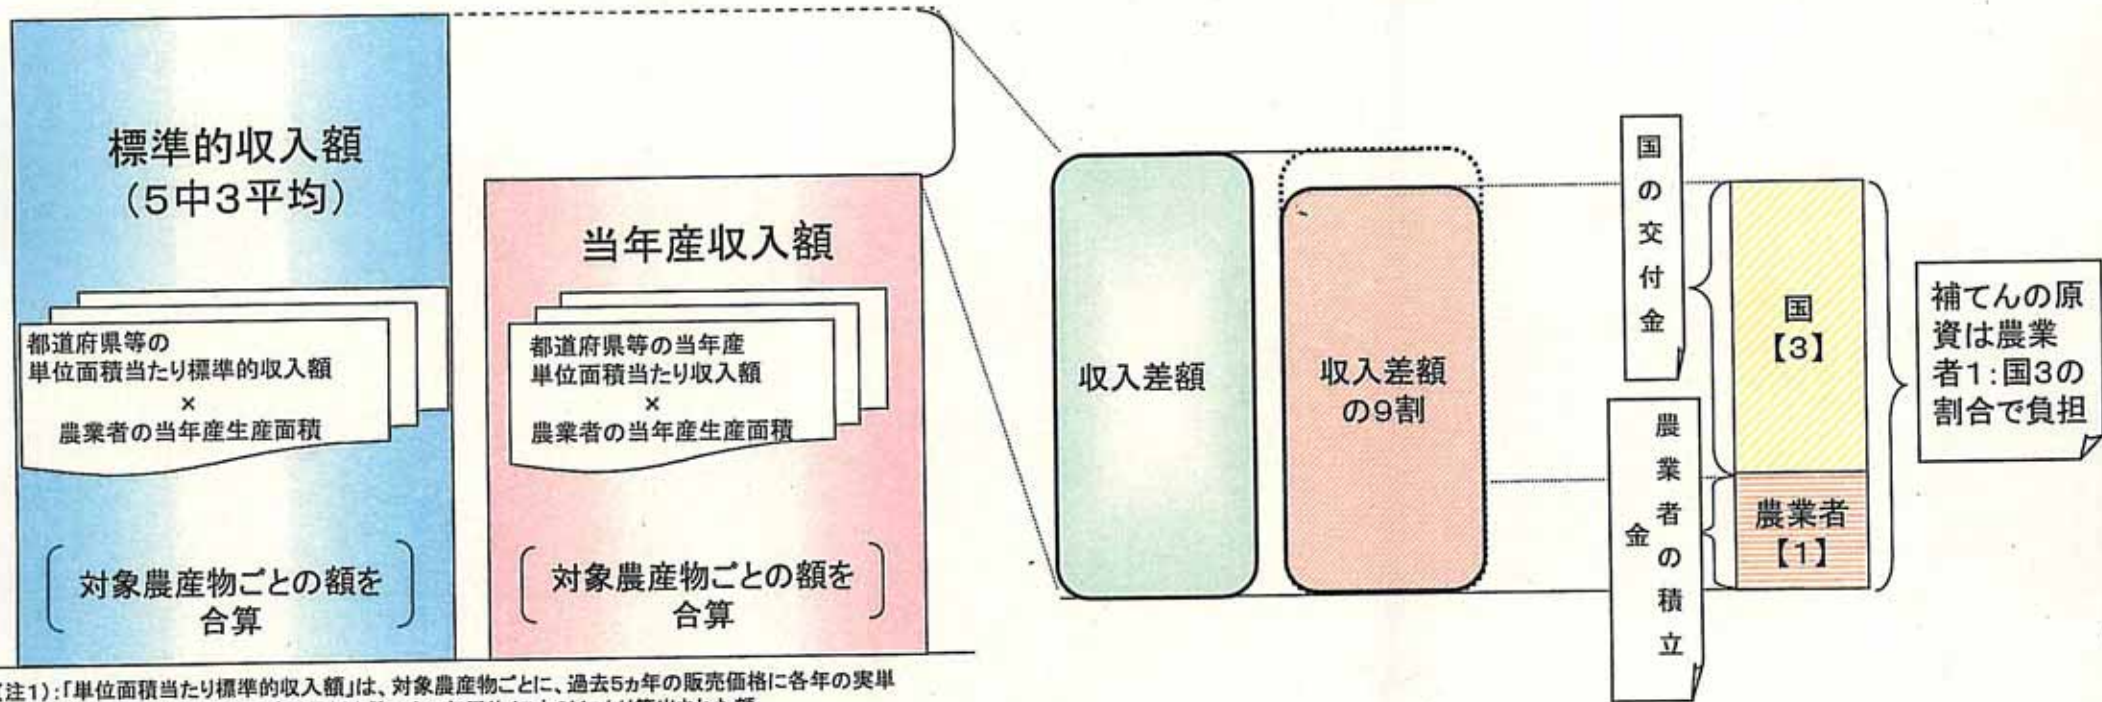 標準的収入額
(5中3平均)
都道府県等の
単位面積当たり標準的収入額
×
農業者の当年産生産面積
対象農産物ごとの額を
合算
当年産収入額
都道府県等の当年産
単位面積当たり収入額
×
農業者の当年産生産面積
対象農産物ごとの額を
合算
収入差額
収入差額
の9割
国の交付金
農業者の積立
金
国
【3】
農業者
【1】
補てんの原
資は農業
者1:国3の
割合で負担
(注1):「単位面積当たり標準的収入額」は、対象農産物ごとに、過去5ヵ年の販売価格に各年の実単